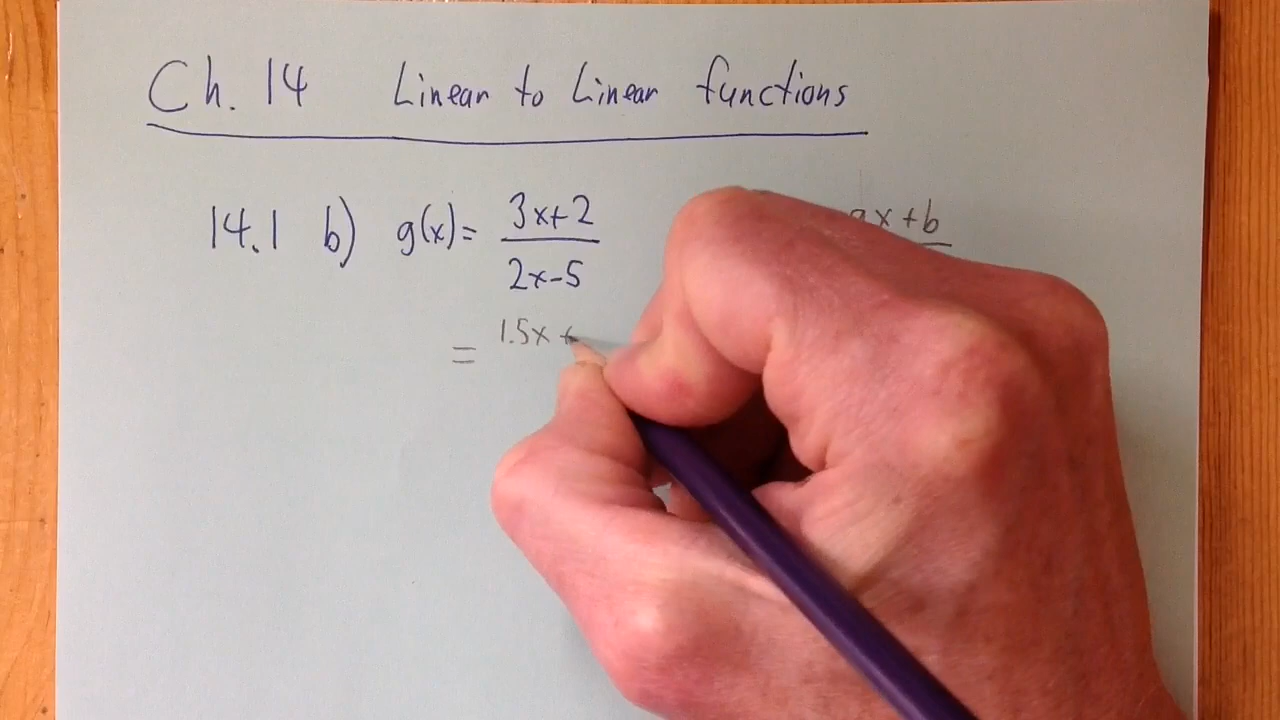 Ch. 14 Linear to Linear functions
14.1 b) g(x) = 3x+2 ax+b
2x-5
= 1.5x +